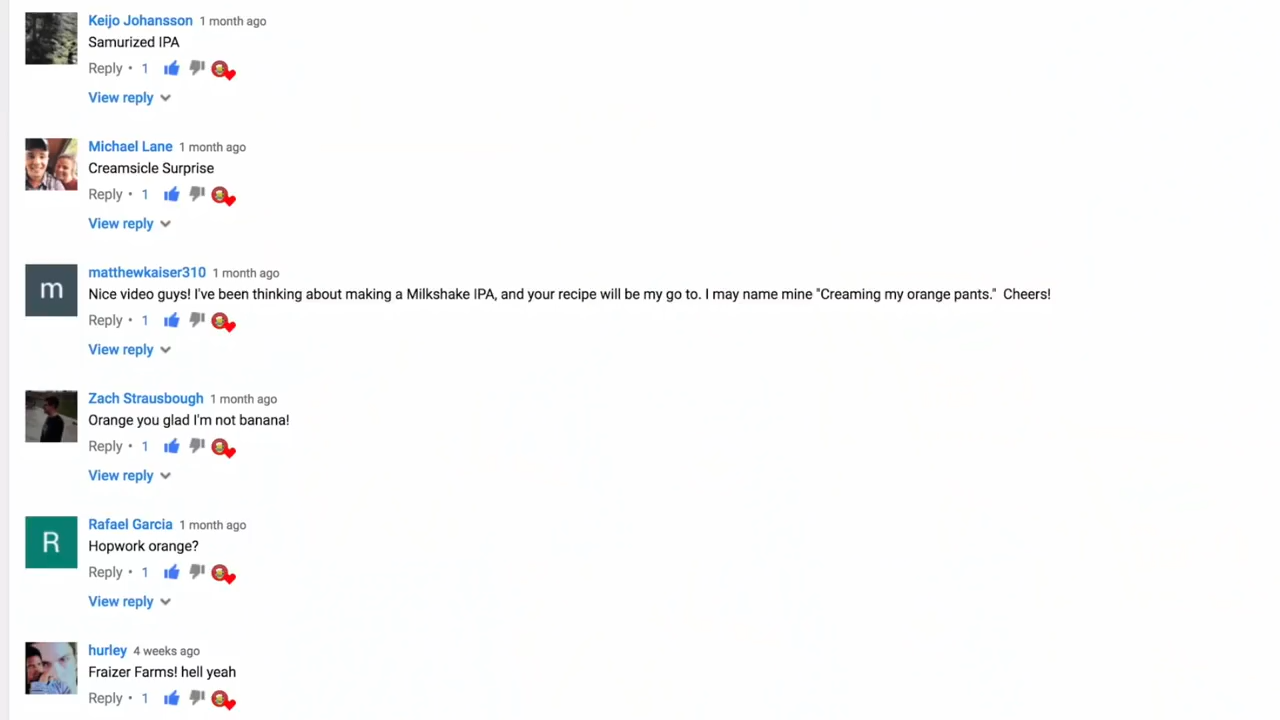 Keijo Johansson 1 month ago
Samurized IPA
Reply • 1
View reply
Michael Lane 1 month ago
Creamsicle Surprise
Reply • 1
View reply
m
matthewkaiser310 1 month ago
Nice video guys! I've been thinking about making a Milkshake IPA, and your recipe will be my go to. I may name mine "Creaming my orange pants." Cheers!
Reply • 1
View reply
Zach Strausbough 1 month ago
Orange you glad I'm not banana!
Reply • 1
View reply
R
Rafael Garcia 1 month ago
Hopwork orange?
Reply • 1
View reply
hurley 4 weeks ago
Fraizer Farms! hell yeah
Reply • 1